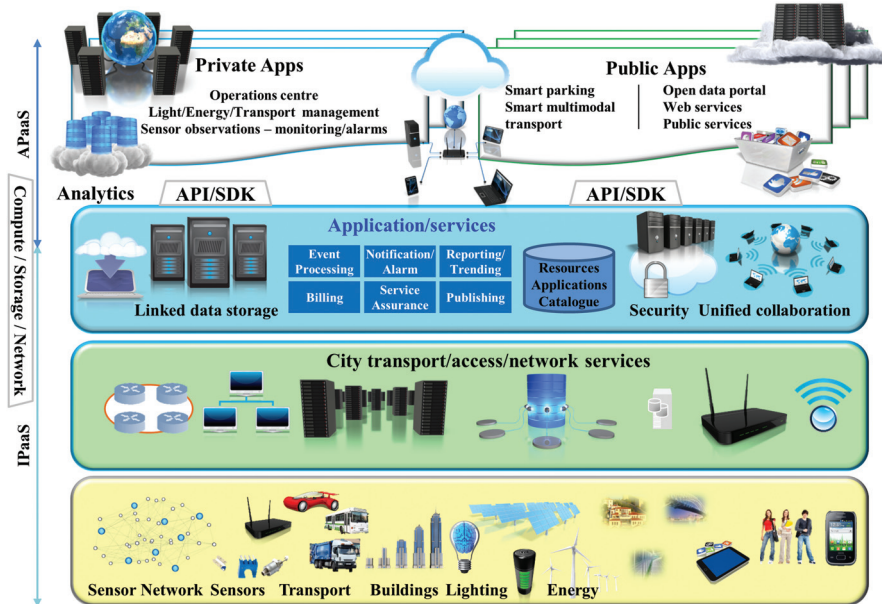 Private Apps
Operations centre
Light/Energy/Transport management
Sensor observations – monitoring/alarms
Public Apps
Smart parking
Smart multimodal
transport
Open data portal
Web services
Public services
APaaS
Compute / Storage / Network
IPaaS
Analytics
API/SDK
API/SDK
Application/services
Event
Processing
Notification/
Alarm
Reporting/
Trending
Billing
Service
Assurance
Publishing
Resources
Applications
Catalogue
Linked data storage
Security
Unified collaboration
City transport/access/network services
Sensor Network
Sensors
Transport
Buildings
Lighting
Energy